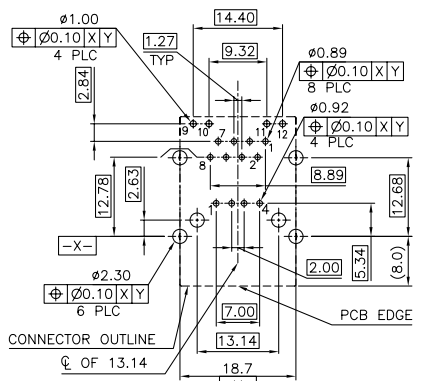 ø1.00
⌖ Ø0.10 X Y
4 PLC
14.40
1.27
TYP
9.32
ø0.89
⌖ Ø0.10 X Y
8 PLC
2.84
ø0.92
⌖ Ø0.10 X Y
4 PLC
9 10 7 11 12
1
8 2
8.89
12.78
2.63
12.68
1 4
-X-
5.34
(8.0)
ø2.30
⌖ Ø0.10 X Y
6 PLC
2.00
7.00
PCB EDGE
CONNECTOR OUTLINE
℄ OF 13.14
13.14
18.7